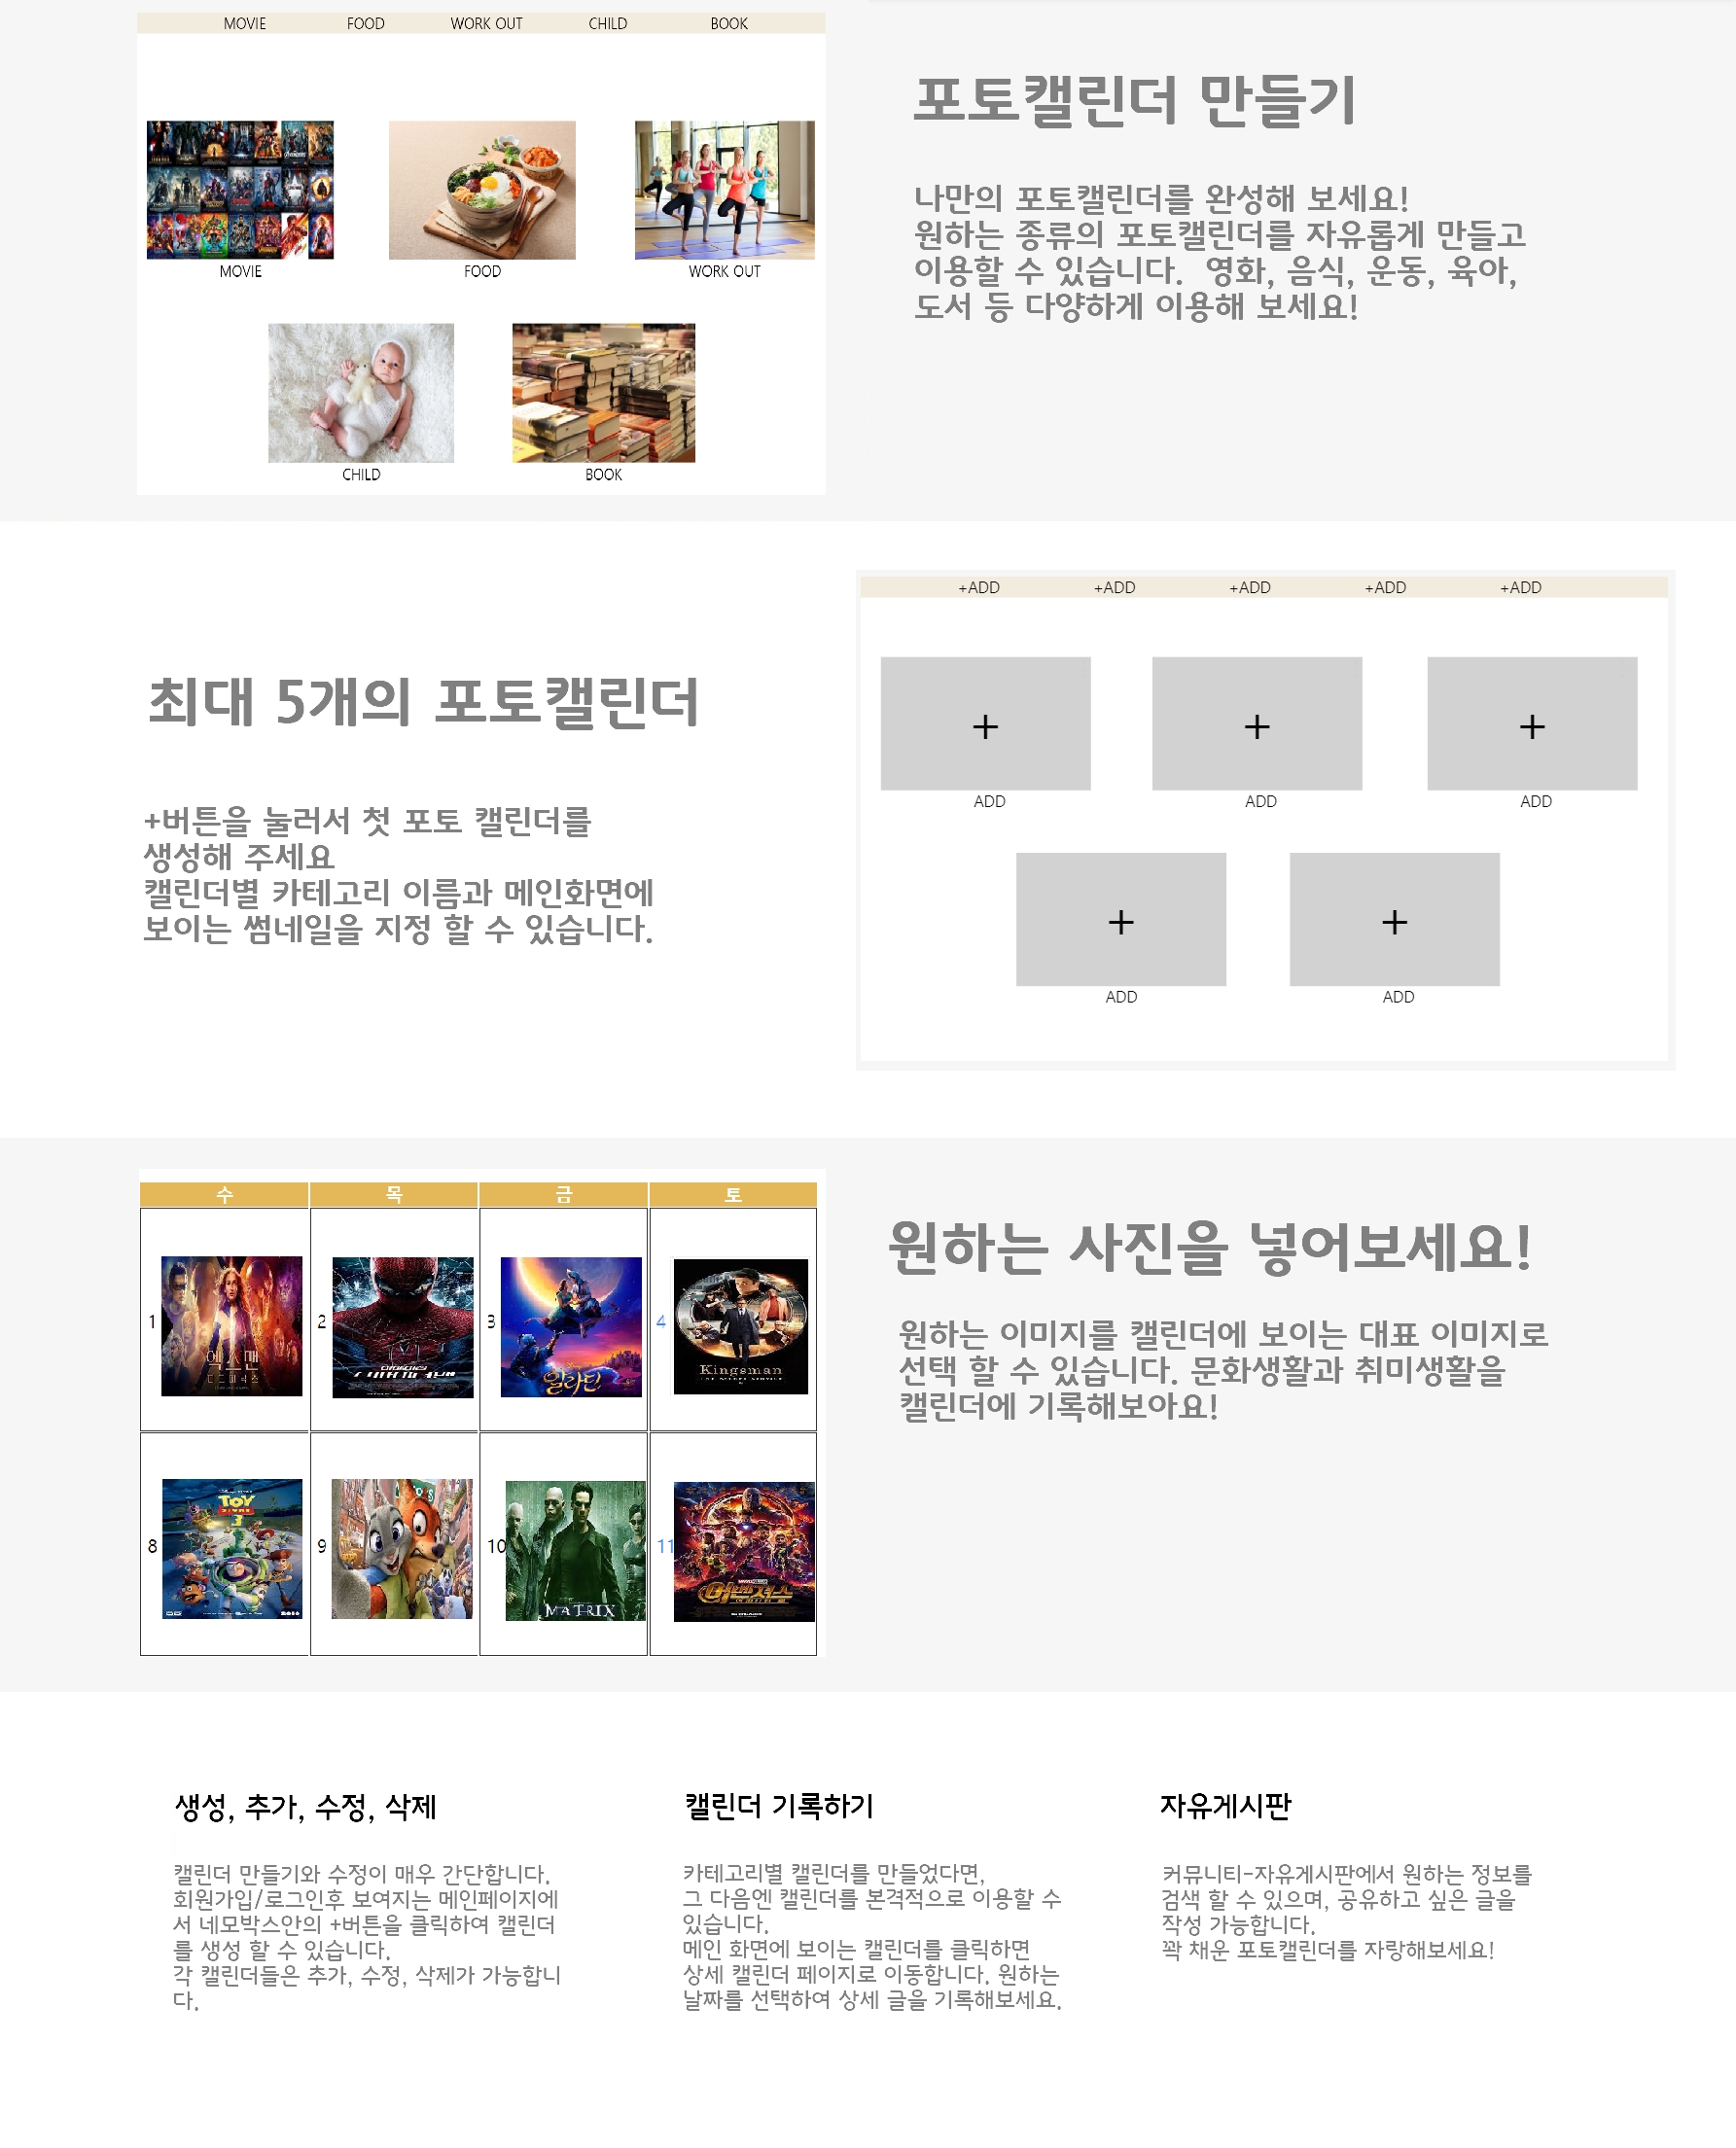 MOVIE FOOD WORK OUT CHILD BOOK
MOVIE FOOD WORK OUT
CHILD BOOK
포토캘린더 만들기
나만의 포토캘린더를 완성해 보세요!
원하는 종류의 포토캘린더를 자유롭게 만들고
이용할 수 있습니다. 영화, 음식, 운동, 육아,
도서 등 다양하게 이용해 보세요!
최대 5개의 포토캘린더
+버튼을 눌러서 첫 포토 캘린더를
생성해 주세요
캘린더별 카테고리 이름과 메인화면에
보이는 썸네일을 지정 할 수 있습니다.
+ADD +ADD +ADD +ADD +ADD
+ + +
ADD ADD ADD
+ +
ADD ADD
수 목 금 토
1 2 3 4
엑스맨
알라딘
Kingsman
8 9 10 11
TOY
3
MATRIX
어벤져스
원하는 사진을 넣어보세요!
원하는 이미지를 캘린더에 보이는 대표 이미지로
선택 할 수 있습니다. 문화생활과 취미생활을
캘린더에 기록해보아요!
생성, 추가, 수정, 삭제
캘린더 만들기와 수정이 매우 간단합니다.
회원가입/로그인후 보여지는 메인페이지에
서 네모박스안의 +버튼을 클릭하여 캘린더
를 생성 할 수 있습니다.
각 캘린더들은 추가, 수정, 삭제가 가능합니
다.
캘린더 기록하기
카테고리별 캘린더를 만들었다면,
그 다음엔 캘린더를 본격적으로 이용할 수
있습니다.
메인 화면에 보이는 캘린더를 클릭하면
상세 캘린더 페이지로 이동합니다. 원하는
날짜를 선택하여 상세 글을 기록해보세요.
자유게시판
커뮤니티-자유게시판에서 원하는 정보를
검색 할 수 있으며, 공유하고 싶은 글을
작성 가능합니다.
꽉 채운 포토캘린더를 자랑해보세요!